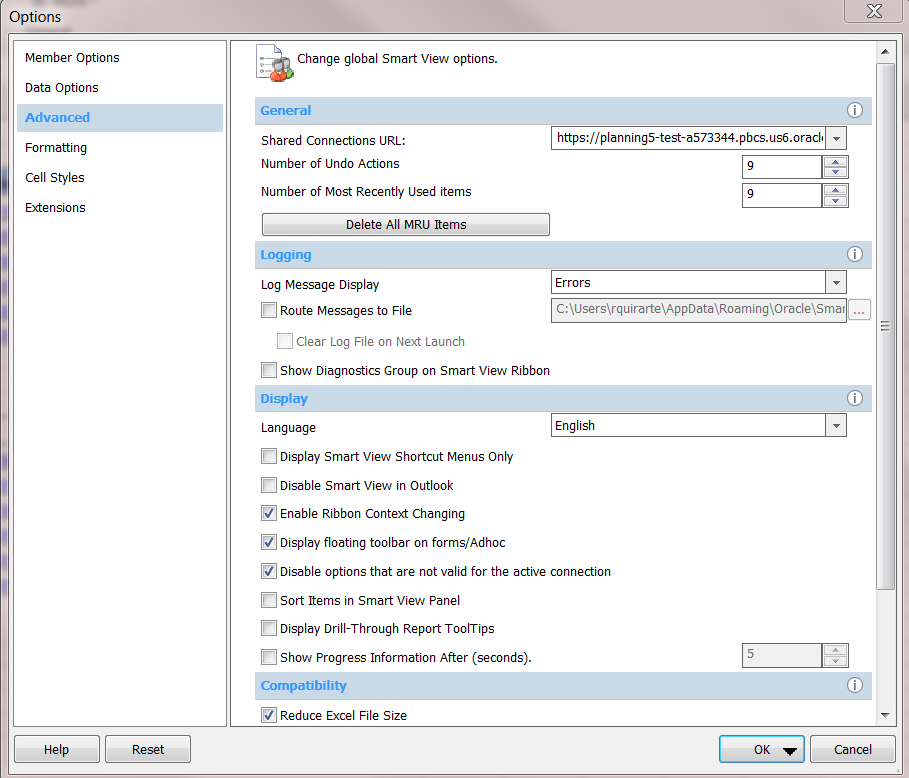 Options
Member Options
Data Options
Advanced
Formatting
Cell Styles
Extensions
Change global Smart View options.
General
Shared Connections URL: https://planning5-test-a573344.pbcs.us6.oracl
Number of Undo Actions 9
Number of Most Recently Used items 9
Delete All MRU Items
Logging
Log Message Display Errors
Route Messages to File C:\Users\rquirarte\AppData\Roaming\Oracle\Smar ...
Clear Log File on Next Launch
Show Diagnostics Group on Smart View Ribbon
Display
Language English
Display Smart View Shortcut Menus Only
Disable Smart View in Outlook
Enable Ribbon Context Changing
Display floating toolbar on forms/Adhoc
Disable options that are not valid for the active connection
Sort Items in Smart View Panel
Display Drill-Through Report ToolTips
Show Progress Information After (seconds). 5
Compatibility
Reduce Excel File Size
Help Reset OK Cancel